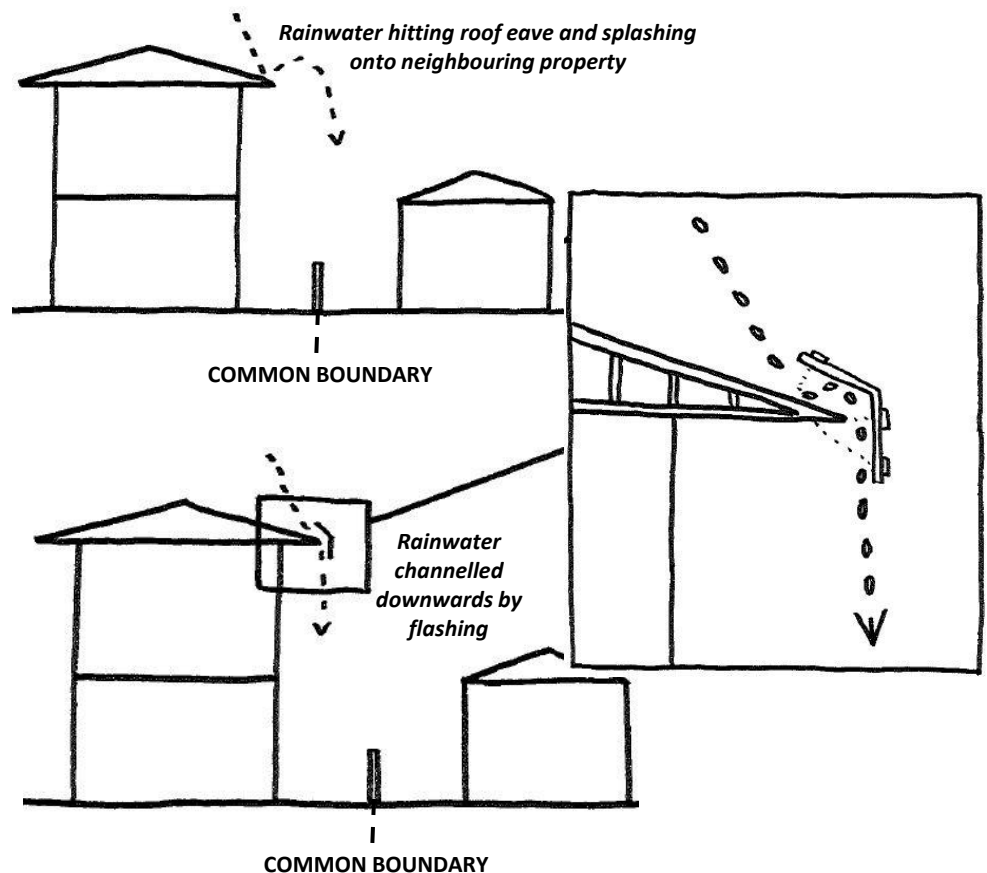 Rainwater hitting roof eave and splashing
onto neighbouring property
COMMON BOUNDARY
Rainwater
channelled
downwards by
flashing
COMMON BOUNDARY